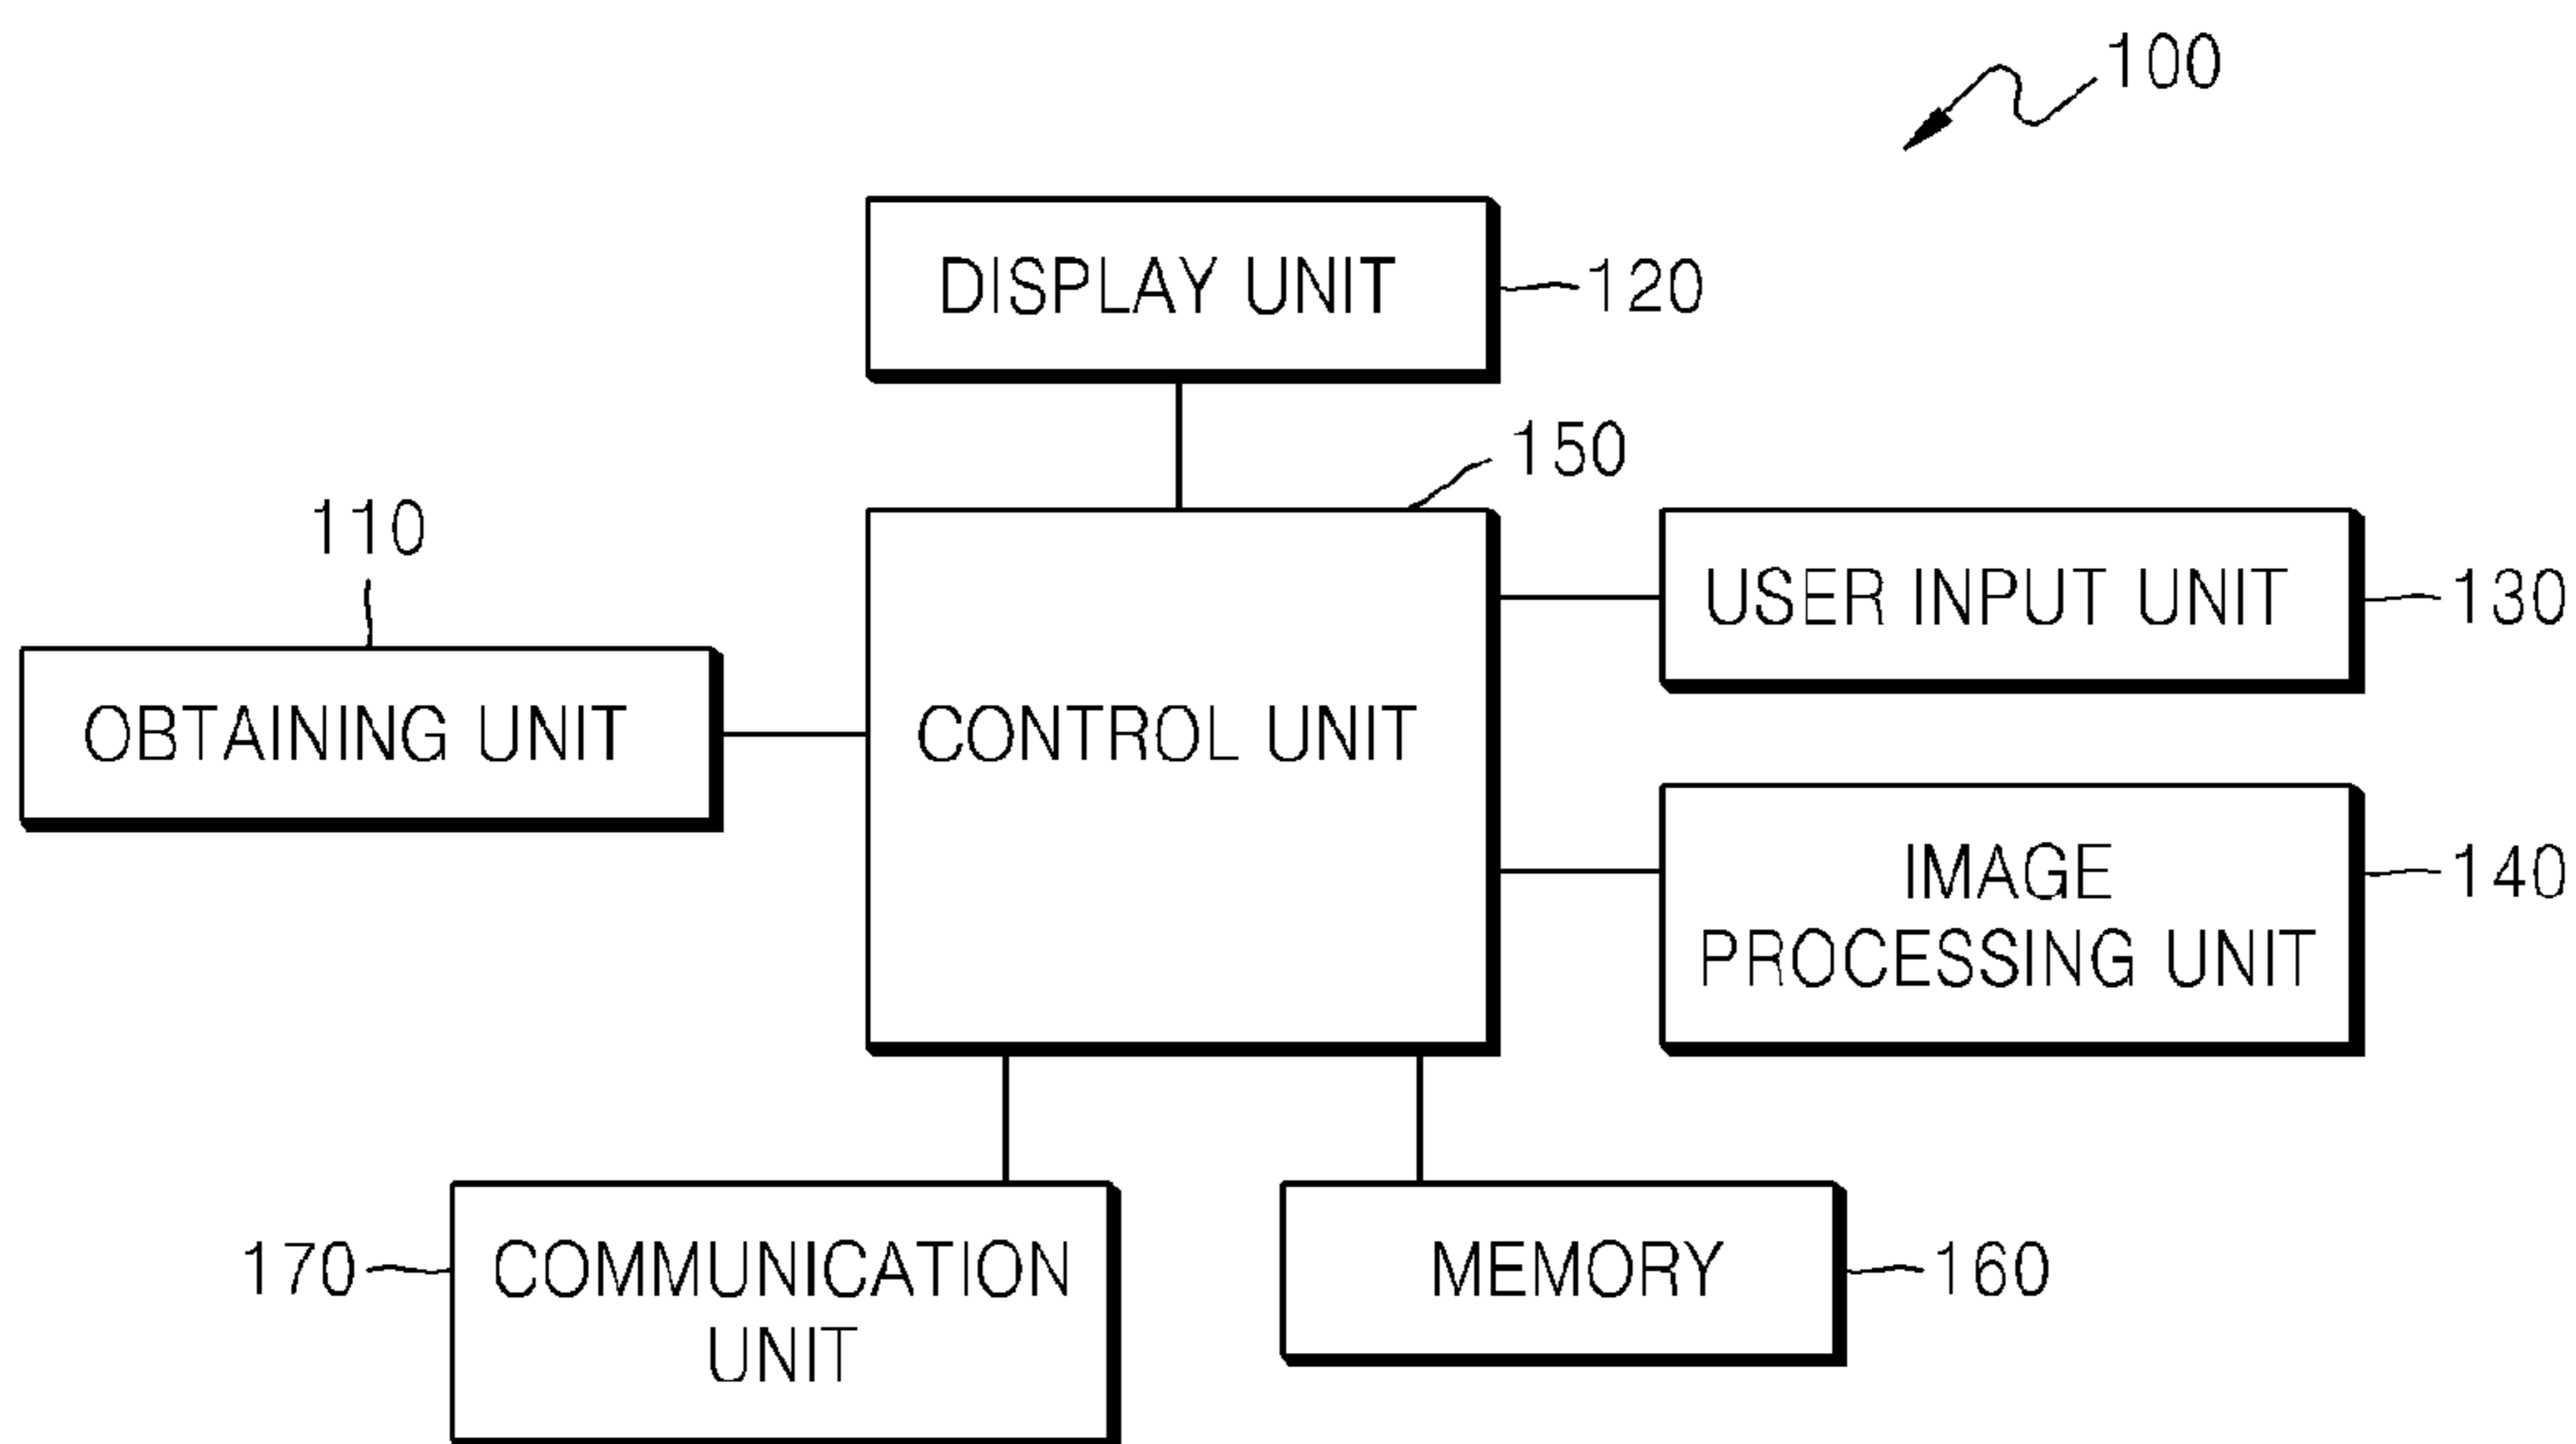 100
DISPLAY UNIT
120
150
110
USER INPUT UNIT
130
OBTAINING UNIT
CONTROL UNIT
IMAGE
PROCESSING UNIT
140
170
COMMUNICATION
UNIT
MEMORY
160